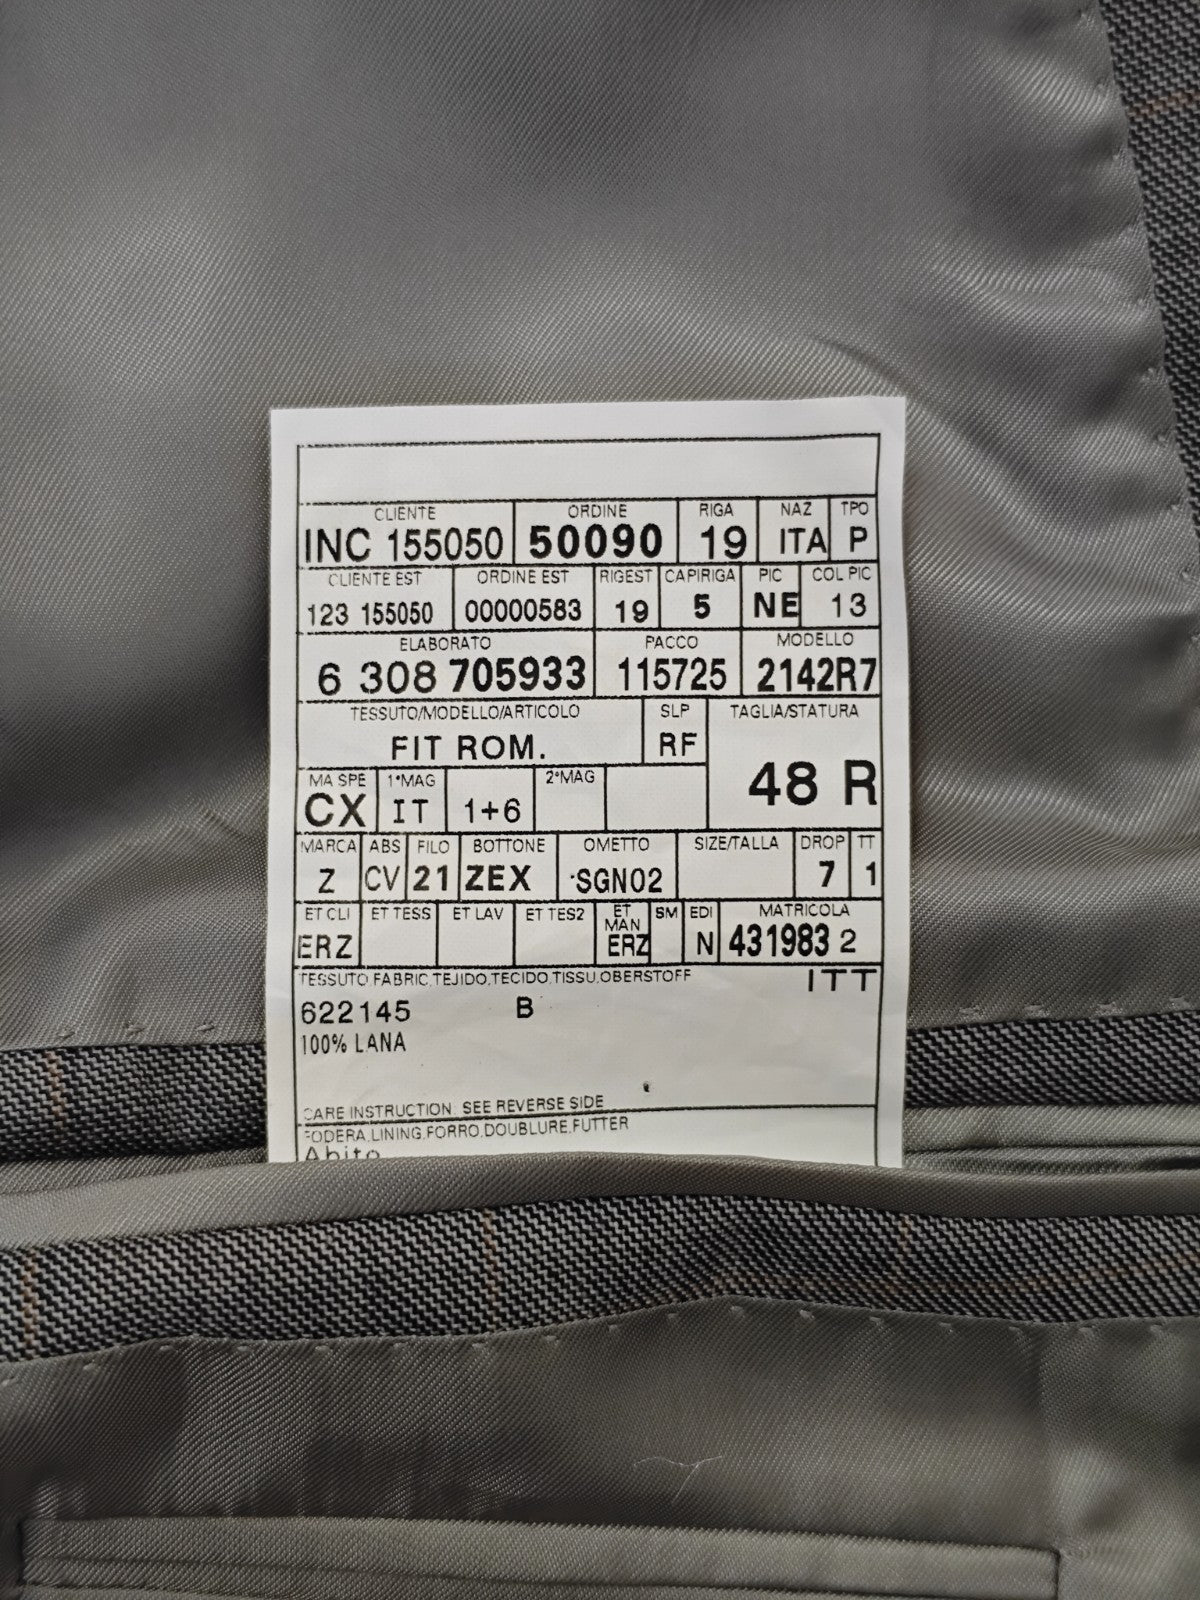 CLIENTE ORDINE RIGA NAZ TPO
INC 155050 50090 19 ITA P
CLIENTE EST ORDINE EST RIGEST CAPIRIGA PIC COL PIC
123 155050 00000583 19 5 NE 13
ELABORATO PACCO MODELLO
6 308 705933 115725 2142R7
TESSUTO/MODELLO/ARTICOLO SLP TAGLIA/STATURA
FIT ROM. RF 48 R
MA SPE 1°MAG 2°MAG
CX IT 1+6
MARCA ABS FILO BOTTONE OMETTO SIZE/TALLA DROP TT
Z CV 21 ZEX SGN02 7 1
ET CLI ET TESS ET LAV ET TES2 ET MAN SM EDI MATRICOLA
ERZ ERZ N 431983 2
TESSUTO,FABRIC,TEJIDO,TECIDO,TISSU,OBERSTOFF ITT
622145 B
100% LANA
CARE INSTRUCTION: SEE REVERSE SIDE
FODERA,LINING,FORRO,DOUBLURE,FUTTER
Abito